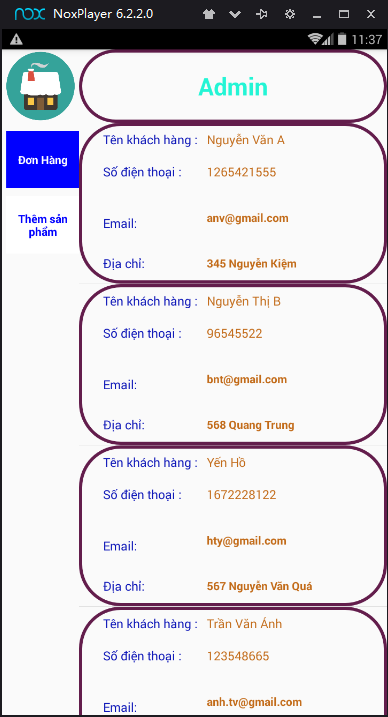 nox NoxPlayer 6.2.2.0
11:37
Admin
Đơn Hàng
Thêm sản
phẩm
Tên khách hàng : Nguyễn Văn A
Số điện thoại : 1265421555
Email: anv@gmail.com
Địa chỉ: 345 Nguyễn Kiệm
Tên khách hàng : Nguyễn Thị B
Số điện thoại : 96545522
Email: bnt@gmail.com
Địa chỉ: 568 Quang Trung
Tên khách hàng : Yến Hồ
Số điện thoại : 1672228122
Email: hty@gmail.com
Địa chỉ: 567 Nguyễn Văn Quá
Tên khách hàng : Trần Văn Ánh
Số điện thoại : 123548665
Email: anh.tv@gmail.com